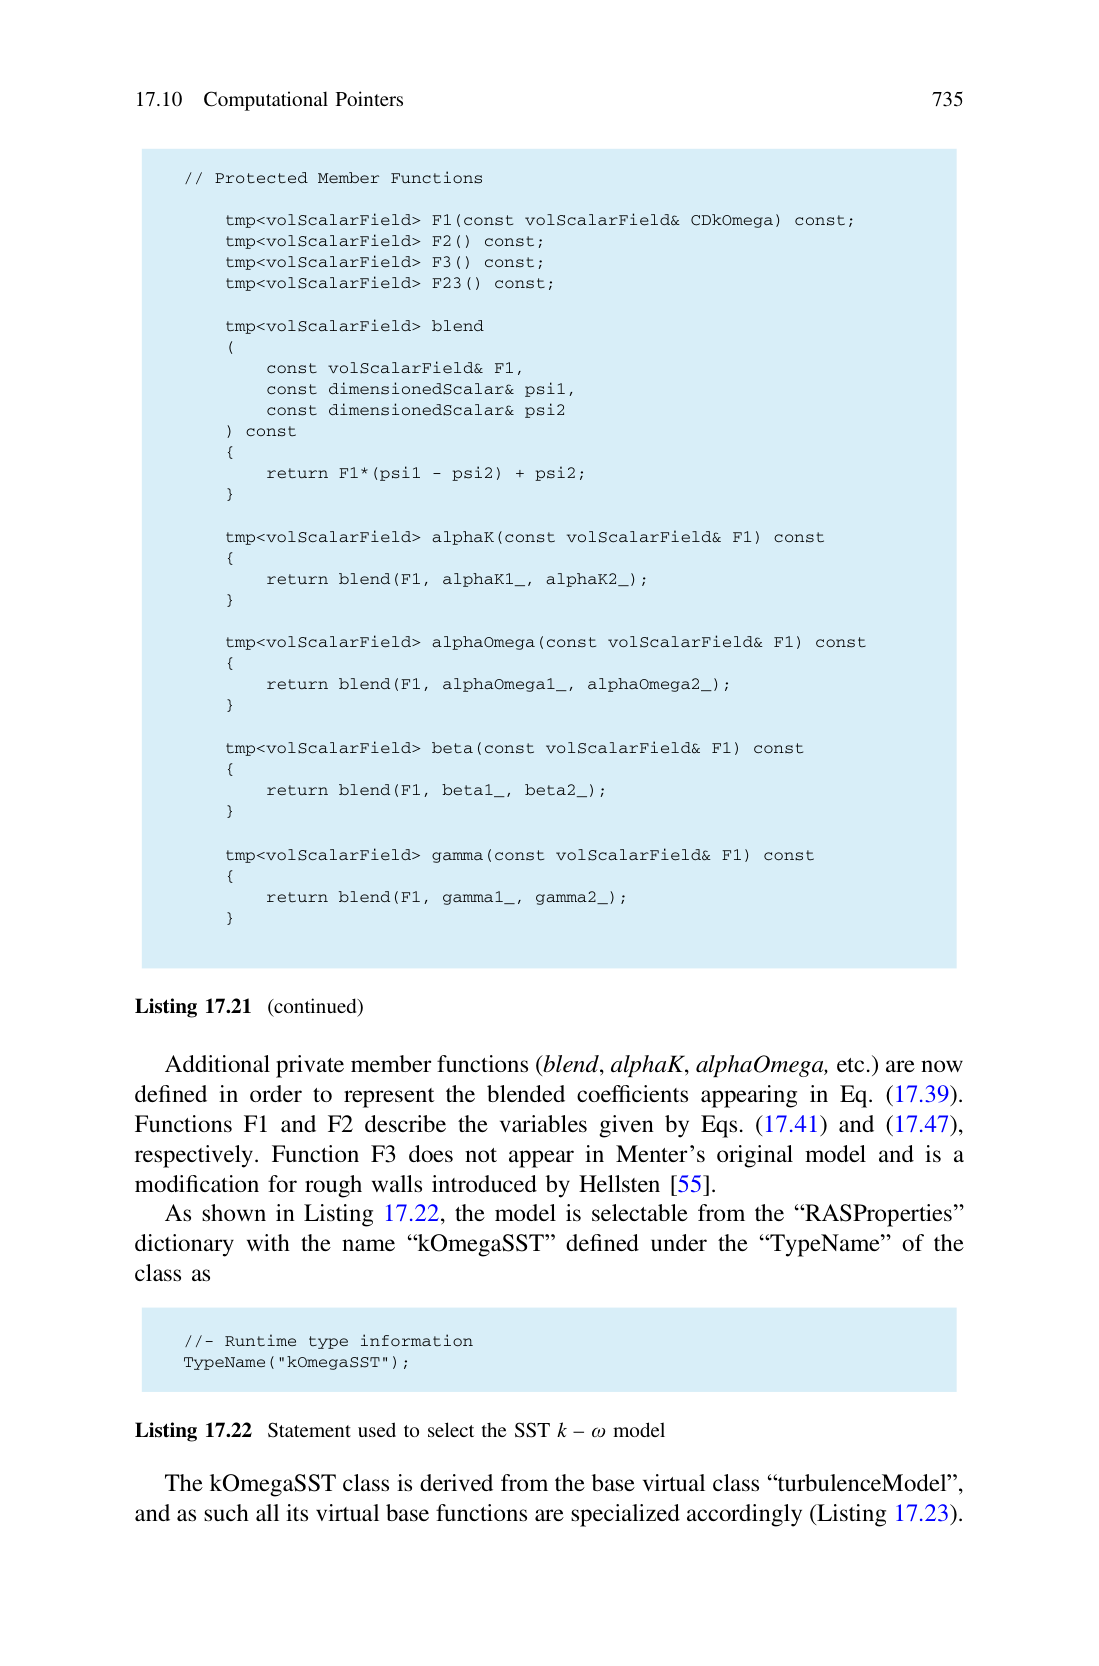 17.10 Computational Pointers 735
// Protected Member Functions
tmp<volScalarField> F1(const volScalarField& CDkOmega) const;
tmp<volScalarField> F2() const;
tmp<volScalarField> F3() const;
tmp<volScalarField> F23() const;
tmp<volScalarField> blend
(
const volScalarField& F1,
const dimensionedScalar& psi1,
const dimensionedScalar& psi2
) const
{
return F1*(psi1 - psi2) + psi2;
}
tmp<volScalarField> alphaK(const volScalarField& F1) const
{
return blend(F1, alphaK1_, alphaK2_);
}
tmp<volScalarField> alphaOmega(const volScalarField& F1) const
{
return blend(F1, alphaOmega1_, alphaOmega2_);
}
tmp<volScalarField> beta(const volScalarField& F1) const
{
return blend(F1, beta1_, beta2_);
}
tmp<volScalarField> gamma(const volScalarField& F1) const
{
return blend(F1, gamma1_, gamma2_);
}
Listing 17.21 (continued)
Additional private member functions (blend, alphaK, alphaOmega, etc.) are now
defined in order to represent the blended coefficients appearing in Eq. (17.39).
Functions F1 and F2 describe the variables given by Eqs. (17.41) and (17.47),
respectively. Function F3 does not appear in Menter's original model and is a
modification for rough walls introduced by Hellsten [55].
As shown in Listing 17.22, the model is selectable from the “RASProperties”
dictionary with the name “kOmegaSST” defined under the “TypeName” of the
class as
//- Runtime type information
TypeName("kOmegaSST");
Listing 17.22 Statement used to select the SST k – ω model
The kOmegaSST class is derived from the base virtual class “turbulenceModel”,
and as such all its virtual base functions are specialized accordingly (Listing 17.23).